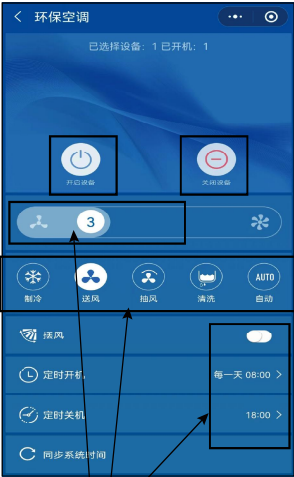 环保空调
已选择设备: 1 已开机: 1
开启设备
关闭设备
3
制冷
送风
抽风
清洗
AUTO
自动
摆风
定时开机
每一天 08:00 >
定时关机
18:00 >
同步系统时间